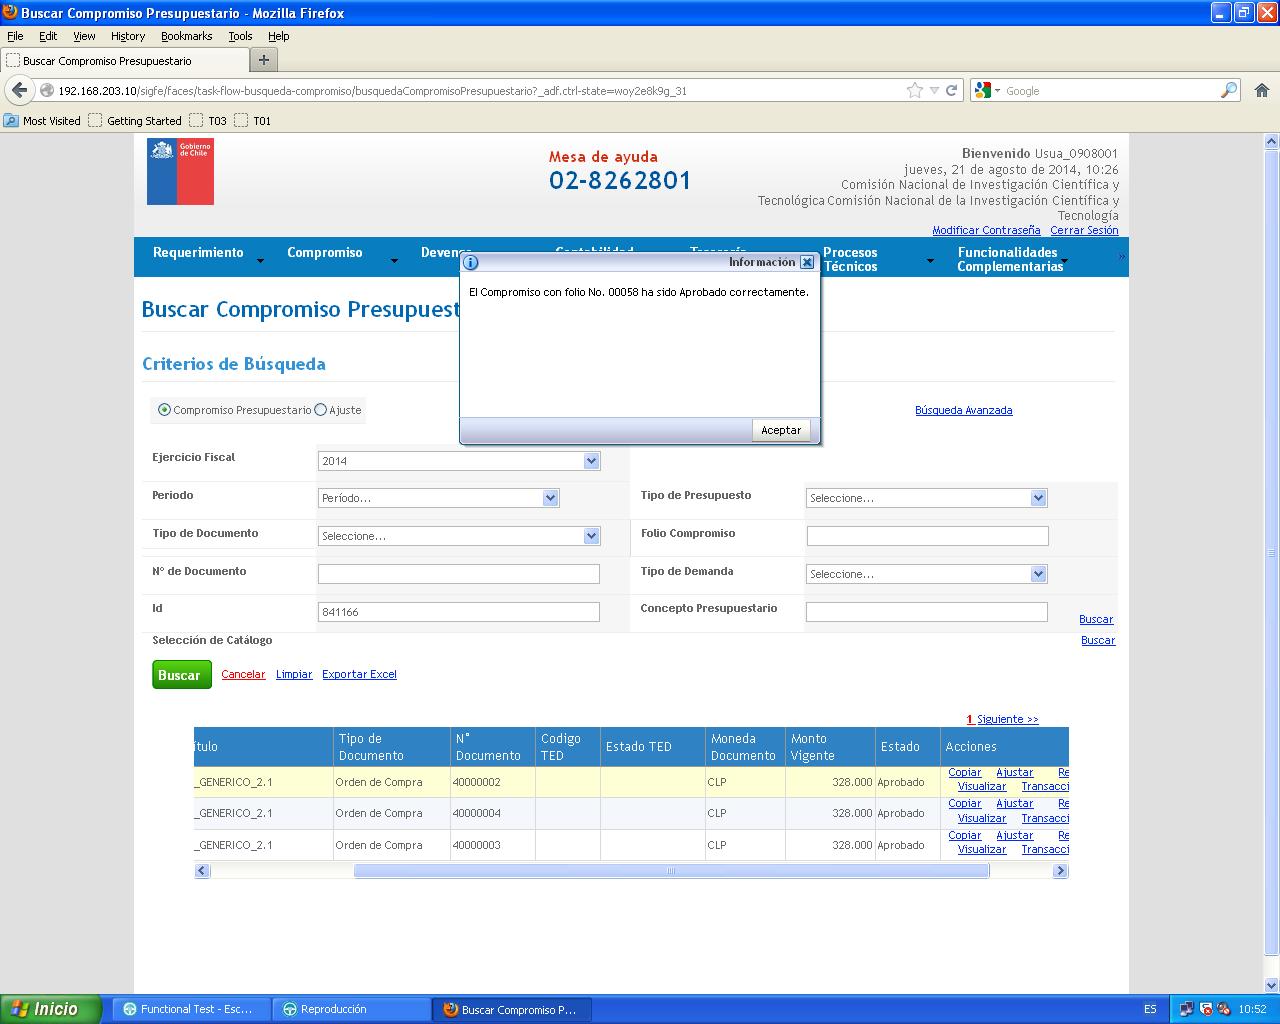 Buscar Compromiso Presupuestario - Mozilla Firefox
File Edit View History Bookmarks Tools Help
Buscar Compromiso Presupuestario
192.168.203.10/sigfe/faces/task-flow-busqueda-compromiso/busquedaCompromisoPresupuestario?_adf.ctrl-state=woy2e8k9g_31
Google
Most Visited Getting Started T03 T01
Gobierno de Chile
Mesa de ayuda
02-8262801
Bienvenido Usua_0908001
jueves, 21 de agosto de 2014, 10:26
Comisión Nacional de Investigación Científica y
Tecnológica Comisión Nacional de la Investigación Científica y
Tecnología
Modificar Contraseña Cerrar Sesión
Requerimiento Compromiso Procesos Técnicos Funcionalidades Complementarias »
Información
El Compromiso con folio No. 00058 ha sido Aprobado correctamente.
Aceptar
Buscar Compromiso Presupuest
Criterios de Búsqueda
Compromiso Presupuestario Ajuste
Búsqueda Avanzada
Ejercicio Fiscal 2014
Periodo Período... Tipo de Presupuesto Seleccione...
Tipo de Documento Seleccione... Folio Compromiso
N° de Documento Tipo de Demanda Seleccione...
Id 841166 Concepto Presupuestario Buscar
Selección de Catálogo Buscar
Buscar Cancelar Limpiar Exportar Excel
1 Siguiente >>
ítulo Tipo de Documento N° Documento Codigo TED Estado TED Moneda Documento Monto Vigente Estado Acciones
_GENERICO_2.1 Orden de Compra 40000002 CLP 328.000 Aprobado Copiar Ajustar Re
Visualizar Transacci
_GENERICO_2.1 Orden de Compra 40000004 CLP 328.000 Aprobado Copiar Ajustar Re
Visualizar Transacci
_GENERICO_2.1 Orden de Compra 40000003 CLP 328.000 Aprobado Copiar Ajustar Re
Visualizar Transacci
Inicio Functional Test - Esc... Reproducción Buscar Compromiso P... ES 10:52